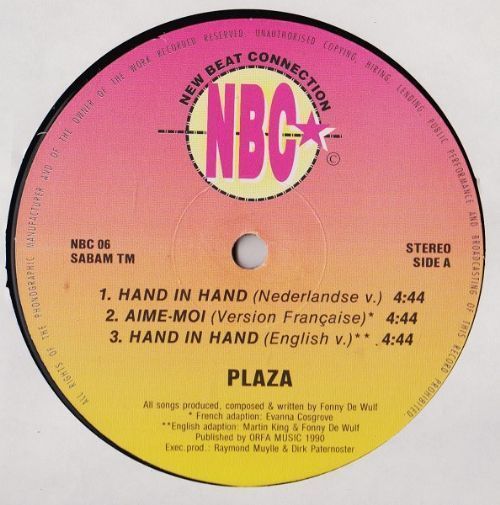 ALL RIGHTS OF THE PHONOGRAPHIC MANUFACTURER AND OF THE OWNER OF THE WORK RECORDED RESERVED. UNAUTHORISED COPYING, HIRING, LENDING, PUBLIC PERFORMANCE AND BROADCASTING OF THIS RECORD PROHIBITED
NEW BEAT CONNECTION
NBC
©
NBC 06
SABAM TM
STEREO
SIDE A
1. HAND IN HAND (Nederlandse v.) 4:44
2. AIME-MOI (Version Française)* 4:44
3. HAND IN HAND (English v.)** 4:44
PLAZA
All songs produced, composed & written by Fonny De Wulf
* French adaption: Evanna Cosgrove
**English adaption: Martin King & Fonny De Wulf
Published by ORFA MUSIC 1990
Exec.prod.: Raymond Muylle & Dirk Paternoster